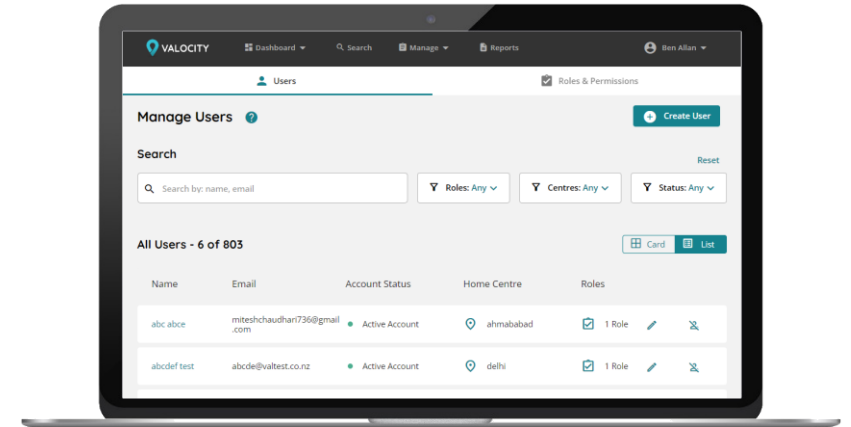 VALOCITY Dashboard Search Manage Reports Ben Allan
Users Roles & Permissions
Manage Users ? Create User
Search
Reset
Search by: name, email Roles: Any Centres: Any Status: Any
All Users - 6 of 803 Card List
Name Email Account Status Home Centre Roles
abc abce miteshchaudhari736@gmail Active Account ahmababad 1 Role
.com
abcdef test abcde@valtest.co.nz Active Account delhi 1 Role